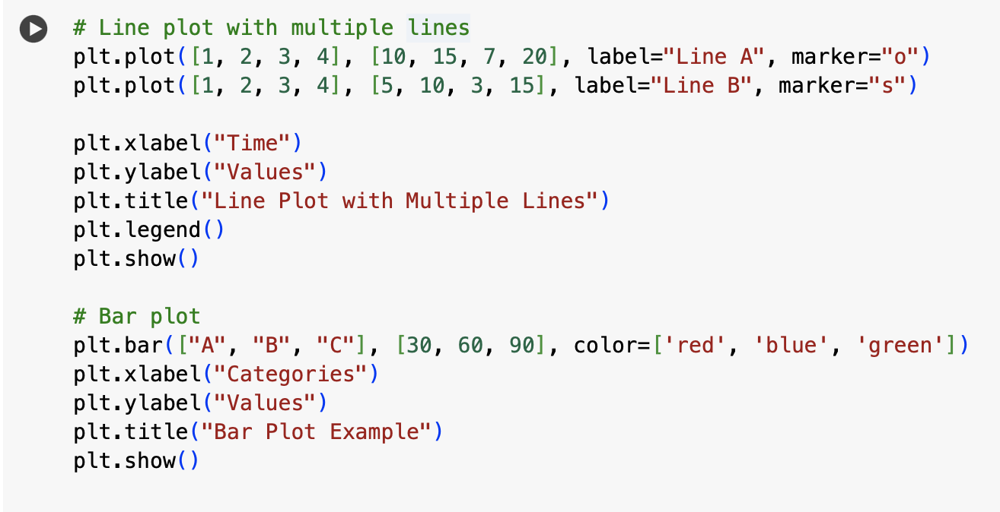 # Line plot with multiple lines
plt.plot([1, 2, 3, 4], [10, 15, 7, 20], label="Line A", marker="o")
plt.plot([1, 2, 3, 4], [5, 10, 3, 15], label="Line B", marker="s")
plt.xlabel("Time")
plt.ylabel("Values")
plt.title("Line Plot with Multiple Lines")
plt.legend()
plt.show()
# Bar plot
plt.bar(["A", "B", "C"], [30, 60, 90], color=['red', 'blue', 'green'])
plt.xlabel("Categories")
plt.ylabel("Values")
plt.title("Bar Plot Example")
plt.show()